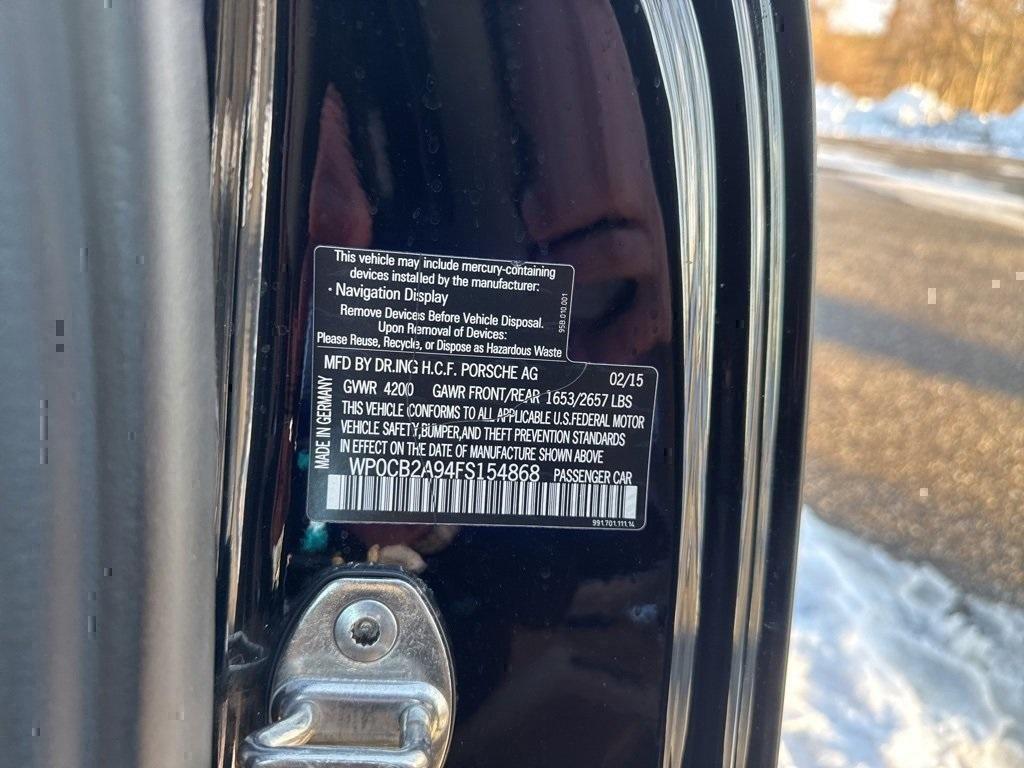 This vehicle may include mercury-containing
devices installed by the manufacturer:
· Navigation Display
Remove Devices Before Vehicle Disposal.
Upon Removal of Devices:
Please Reuse, Recycle, or Dispose as Hazardous Waste
95B.010.001
MFD BY DR.ING H.C.F. PORSCHE AG 02/15
GVWR 4200 GAWR FRONT/REAR 1653/2657 LBS
THIS VEHICLE CONFORMS TO ALL APPLICABLE U.S.FEDERAL MOTOR
VEHICLE SAFETY,BUMPER,AND THEFT PREVENTION STANDARDS
IN EFFECT ON THE DATE OF MANUFACTURE SHOWN ABOVE
WP0CB2A94FS154868 PASSENGER CAR
MADE IN GERMANY
991.701.111.14